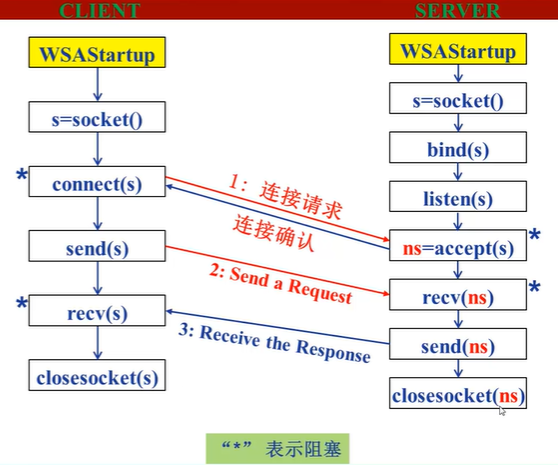 CLIENT
SERVER
WSAStartup
WSAStartup
s=socket()
s=socket()
bind(s)
* connect(s)
1：连接请求
listen(s)
连接确认
send(s)
ns=accept(s) *
2: Send a Request
* recv(s)
recv(ns) *
3: Receive the Response
send(ns)
closesocket(s)
closesocket(ns)
“*” 表示阻塞